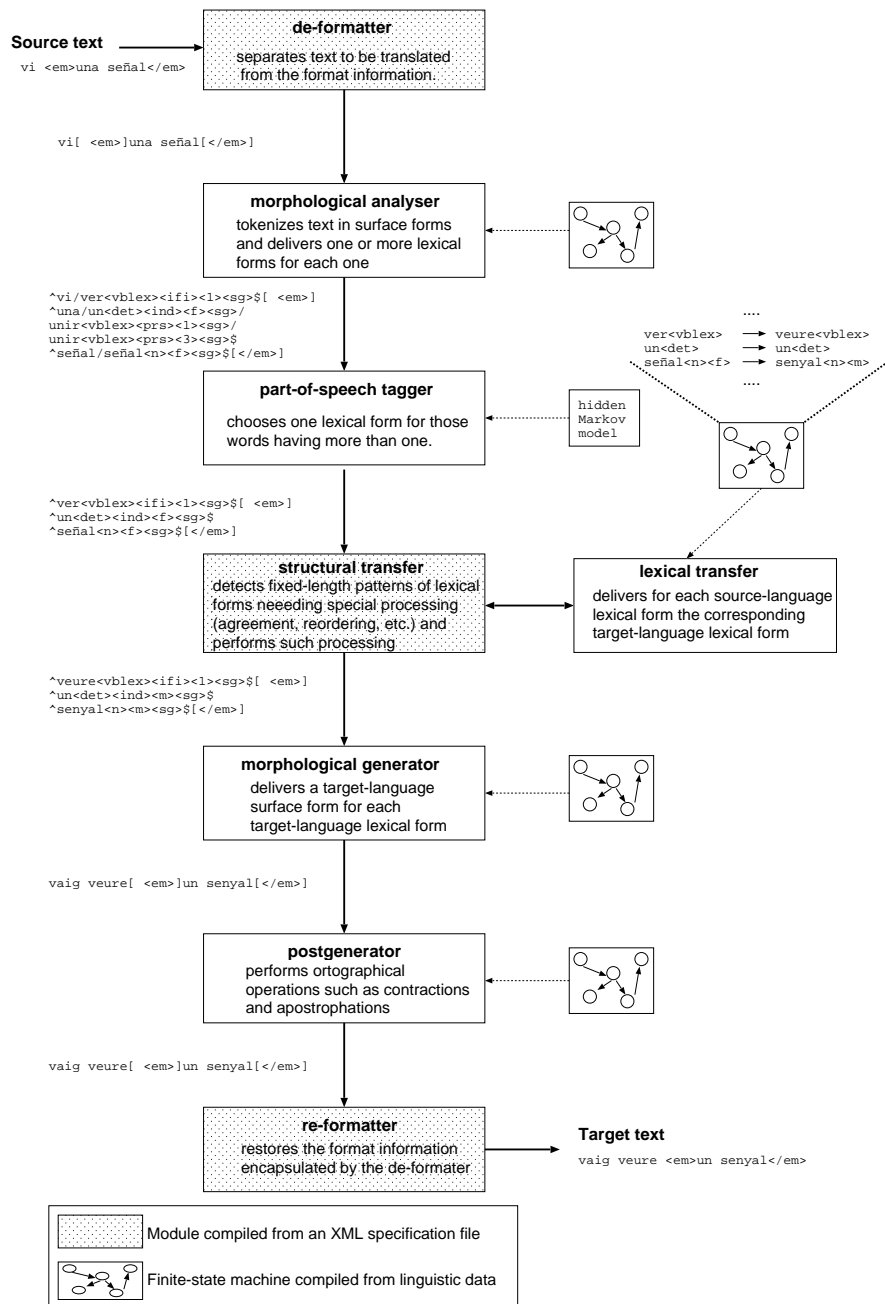 de-formatter
Source text
separates text to be translated
from the format information.
vi <em>una señal</em>
vi[ <em>]una señal[</em>]
morphological analyser
tokenizes text in surface forms
and delivers one or more lexical
forms for each one
^vi/ver<vblex><ifi><1><sg>$[ <em>]
^una/un<det><ind><f><sg>/
unir<vblex><prs><1><sg>/
unir<vblex><prs><3><sg>$
^señal/señal<n><f><sg>$[</em>]
....
ver<vblex> veure<vblex>
un<det> un<det>
señal<n><f> senyal<n><m>
....
part-of-speech tagger
chooses one lexical form for those
words having more than one.
hidden
Markov
model
^ver<vblex><ifi><1><sg>$[ <em>]
^un<det><ind><f><sg>$
^señal<n><f><sg>$[</em>]
structural transfer
detects fixed-length patterns of lexical
forms neeeding special processing
(agreement, reordering, etc.) and
performs such processing
lexical transfer
delivers for each source-language
lexical form the corresponding
target-language lexical form
^veure<vblex><ifi><1><sg>$[ <em>]
^un<det><ind><m><sg>$
^senyal<n><m><sg>$[</em>]
morphological generator
delivers a target-language
surface form for each
target-language lexical form
vaig veure[ <em>]un senyal[</em>]
postgenerator
performs ortographical
operations such as contractions
and apostrophations
vaig veure[ <em>]un senyal[</em>]
re-formatter
restores the format information
encapsulated by the de-formater
Target text
vaig veure <em>un senyal</em>
Module compiled from an XML specification file
Finite-state machine compiled from linguistic data